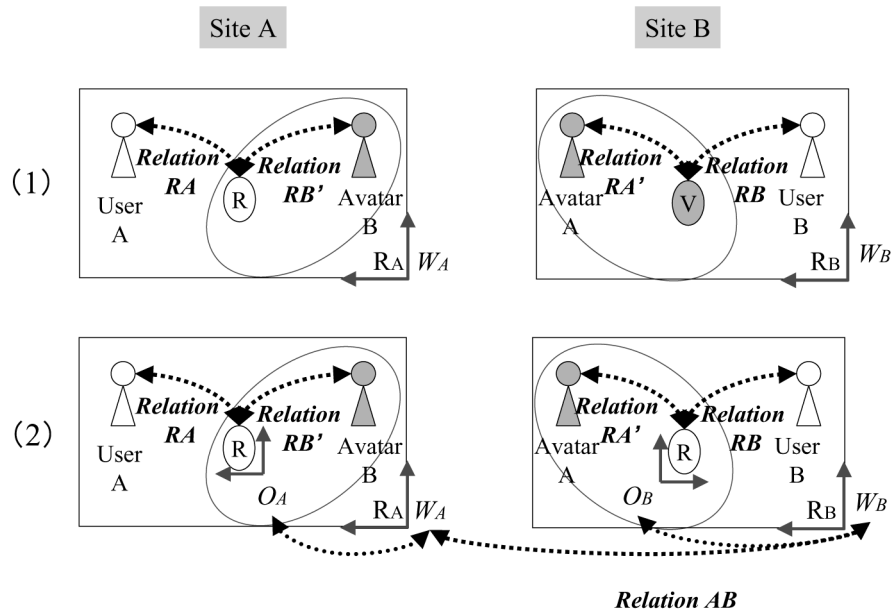 Site A
Site B
(1)
Relation
RA
Relation
RB’
R
User
A
Avatar
B
RA
WA
Relation
RA’
Relation
RB
V
Avatar
A
User
B
RB
WB
(2)
Relation
RA
Relation
RB’
R
User
A
Avatar
B
OA
RA
WA
Relation
RA’
Relation
RB
R
Avatar
A
User
B
OB
RB
WB
Relation AB